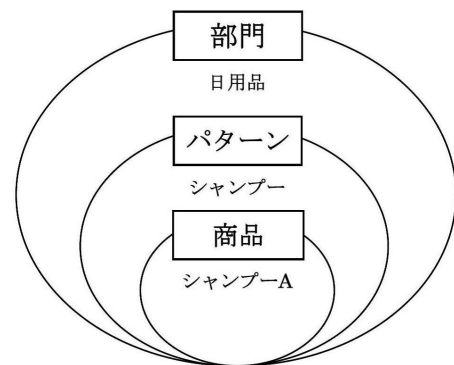 部門
日用品
パターン
シャンプー
商品
シャンプーA